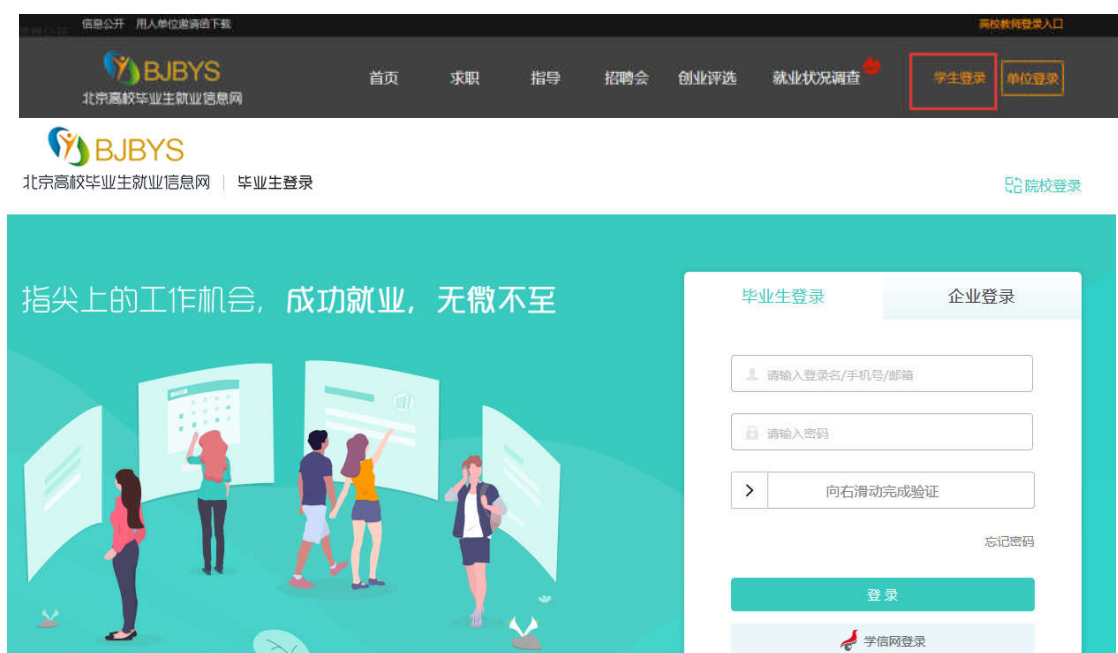 信息公开 用人单位邀请函下载 高校教师登录入口
BJBYS
北京高校毕业生就业信息网
首页 求职 指导 招聘会 创业评选 就业状况调查 学生登录 单位登录
BJBYS
北京高校毕业生就业信息网 | 毕业生登录
院校登录
指尖上的工作机会, 成功就业, 无微不至
毕业生登录 企业登录
请输入登录名/手机号/邮箱
请输入密码
> 向右滑动完成验证
忘记密码
登录
学信网登录